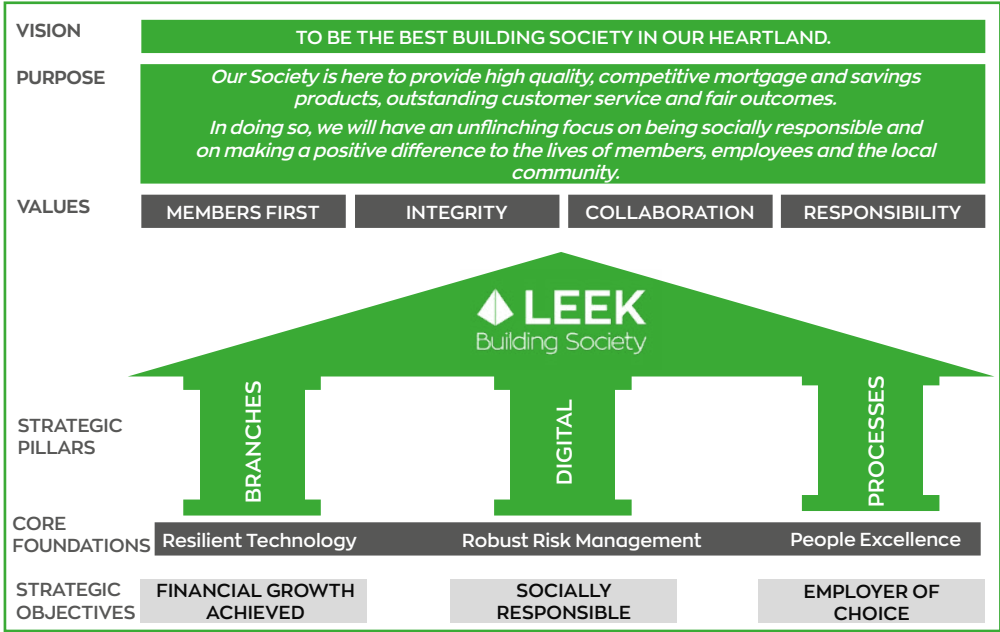 VISION
TO BE THE BEST BUILDING SOCIETY IN OUR HEARTLAND.
PURPOSE
Our Society is here to provide high quality, competitive mortgage and savings
products, outstanding customer service and fair outcomes.
In doing so, we will have an unflinching focus on being socially responsible and
on making a positive difference to the lives of members, employees and the local
community.
VALUES
MEMBERS FIRST
INTEGRITY
COLLABORATION
RESPONSIBILITY
LEEK
Building Society
STRATEGIC
PILLARS
BRANCHES
DIGITAL
PROCESSES
CORE
FOUNDATIONS
Resilient Technology
Robust Risk Management
People Excellence
STRATEGIC
OBJECTIVES
FINANCIAL GROWTH
ACHIEVED
SOCIALLY
RESPONSIBLE
EMPLOYER OF
CHOICE